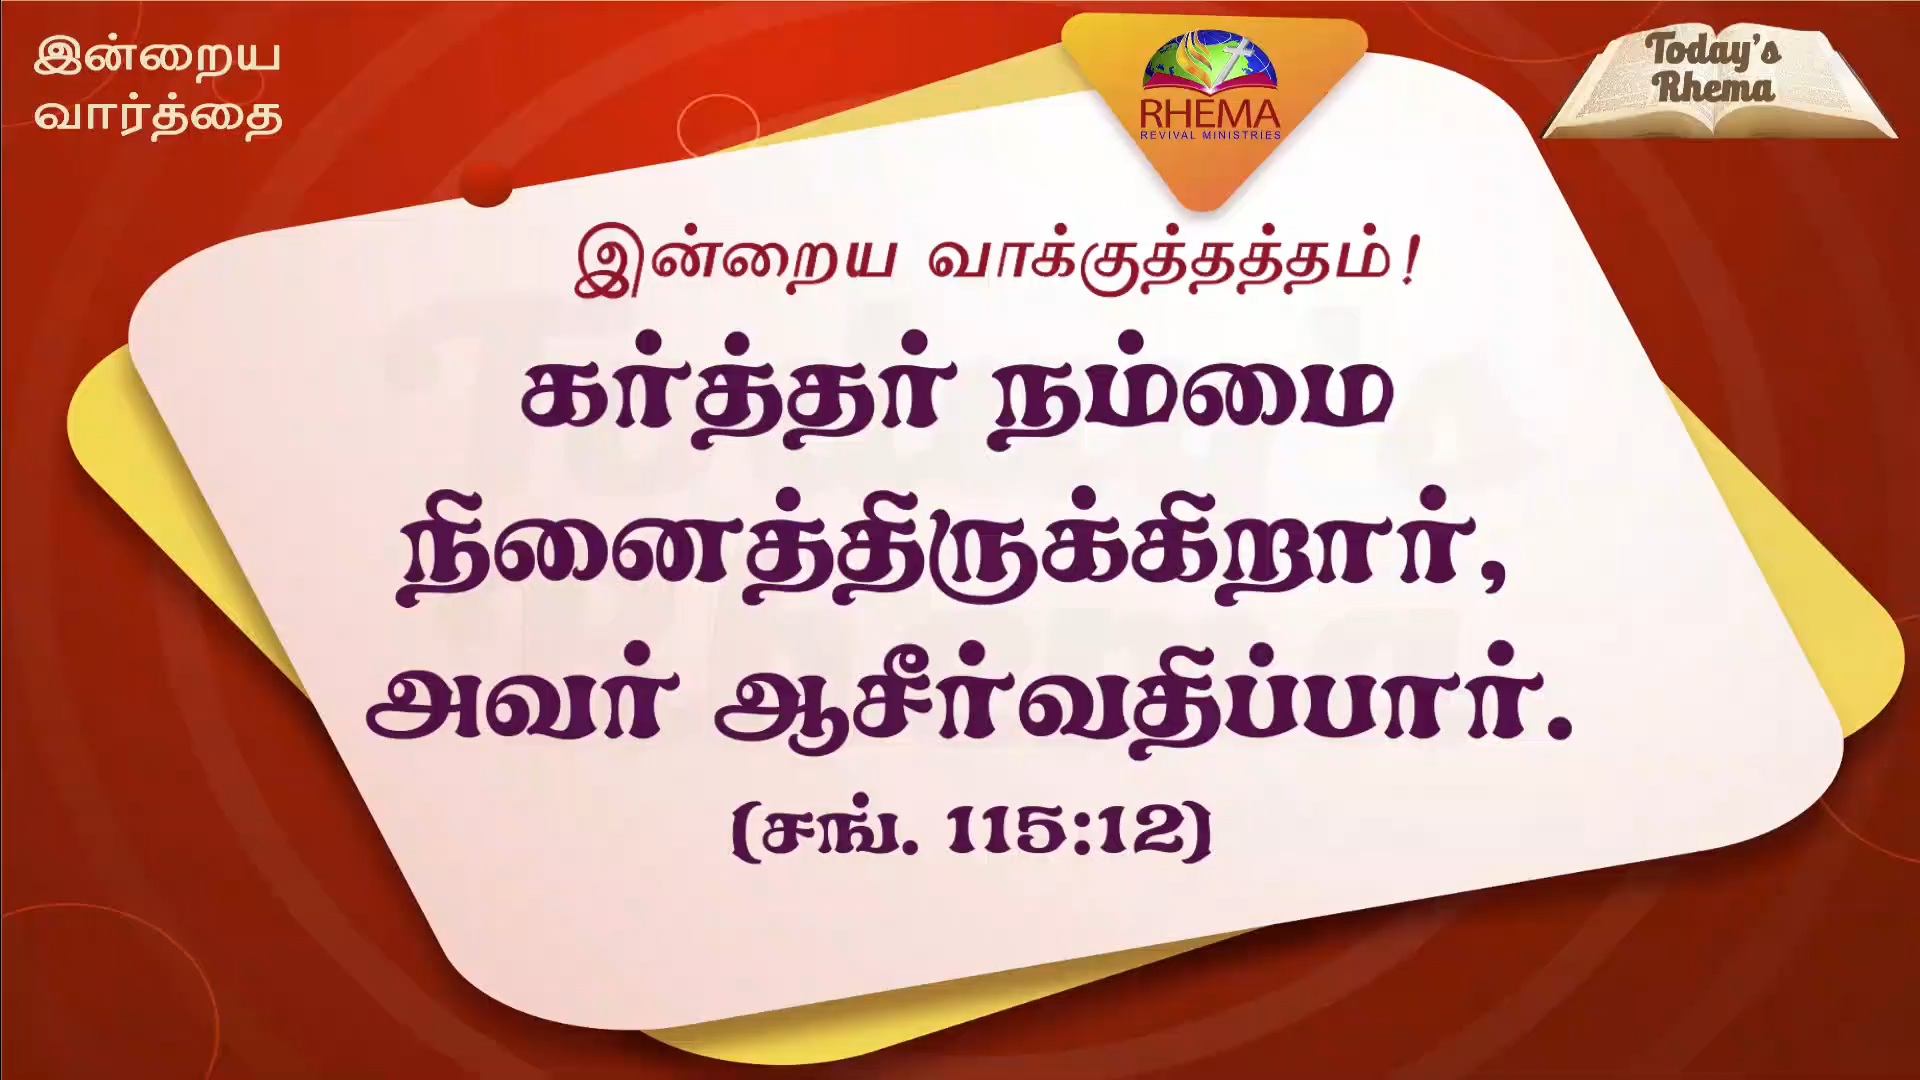 இன்றைய
வார்த்தை
RHEMA
REVIVAL MINISTRIES
Today's
Rhema
இன்றைய வாக்குத்தத்தம்!
கர்த்தர் நம்மை
நினைத்திருக்கிறார்,
அவர் ஆசீர்வதிப்பார்.
(சங். 115:12)